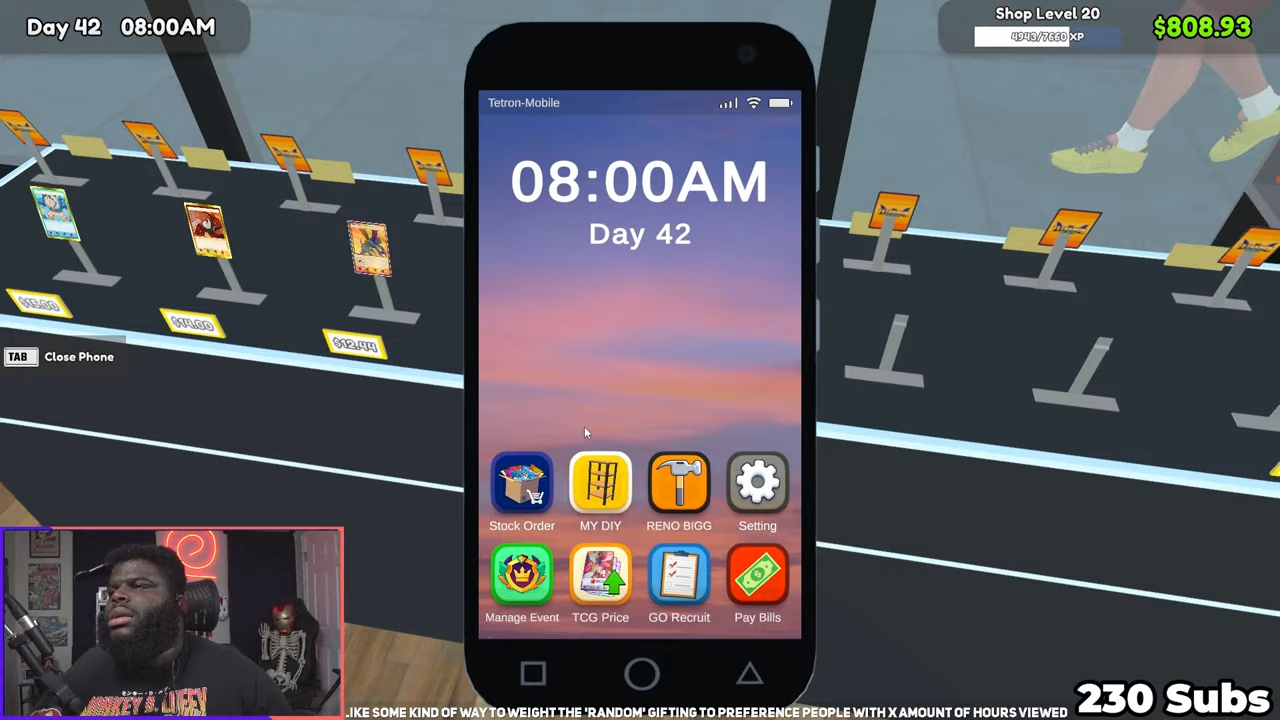 Day 42 08:00AM
Shop Level 20
4943/7660 XP
$808.93
Tetron-Mobile
08:00AM
Day 42
$14.00
$12.44
TAB Close Phone
Stock Order
MY DIY
RENO BIGG
Setting
Manage Event
TCG Price
GO Recruit
Pay Bills
230 Subs
LIKE SOME KIND OF WAY TO WEIGHT THE 'RANDOM' GIFTING TO PREFERENCE PEOPLE WITH X AMOUNT OF HOURS VIEWED